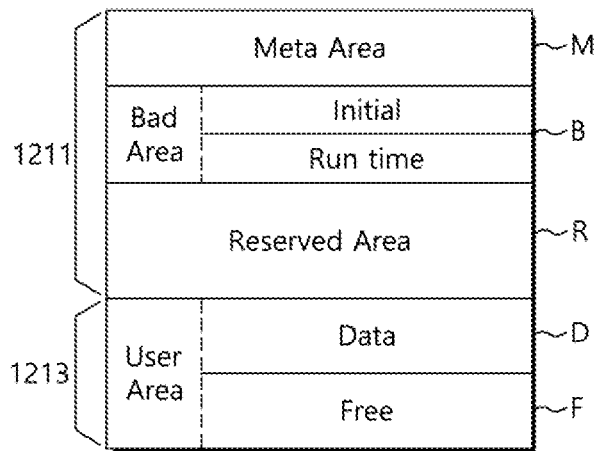 Meta Area
M
Bad
Area
Initial
B
Run time
1211
Reserved Area
R
User
Area
Data
D
1213
Free
F